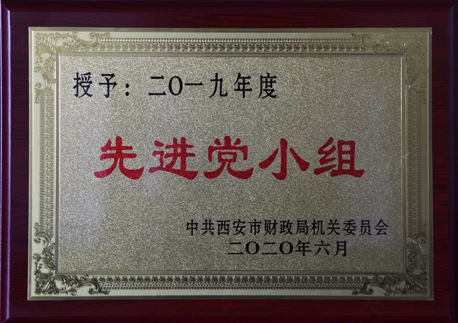 授予：二〇一九年度
先进党小组
中共西安市财政局机关委员会
二〇二〇年六月